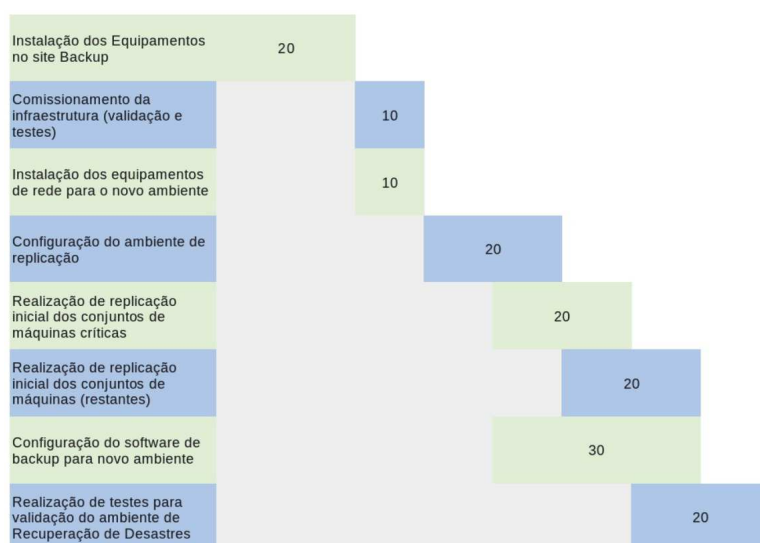 Instalação dos Equipamentos
no site Backup
20
Comissionamento da
infraestrutura (validação e
testes)
10
Instalação dos equipamentos
de rede para o novo ambiente
10
Configuração do ambiente de
replicação
20
Realização de replicação
inicial dos conjuntos de
máquinas críticas
20
Realização de replicação
inicial dos conjuntos de
máquinas (restantes)
20
Configuração do software de
backup para novo ambiente
30
Realização de testes para
validação do ambiente de
Recuperação de Desastres
20